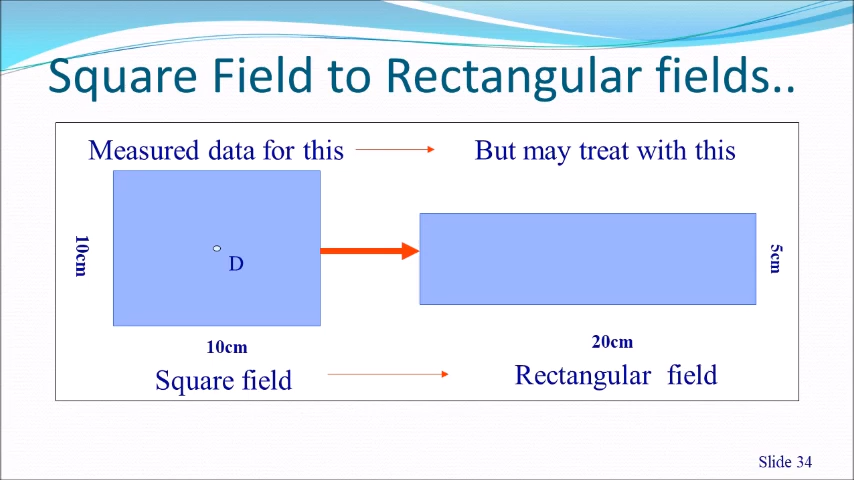 Square Field to Rectangular fields..
Measured data for this
But may treat with this
10cm
D
5cm
10cm
20cm
Square field
Rectangular field
Slide 34